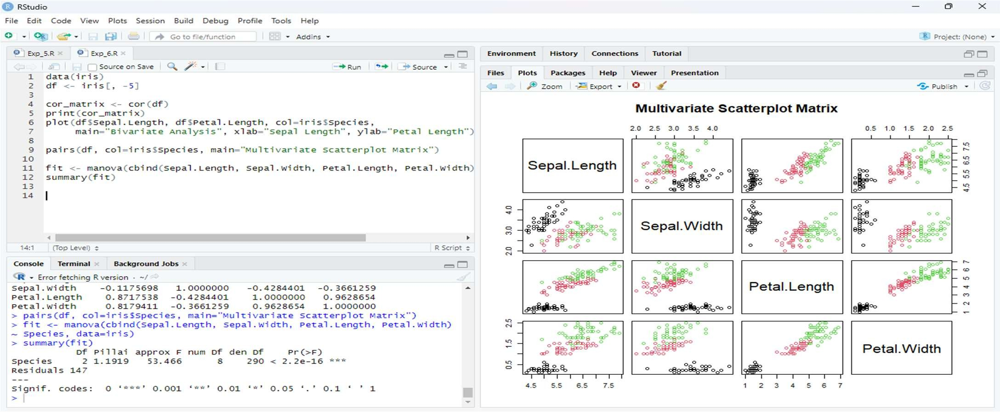 RStudio
File Edit Code View Plots Session Build Debug Profile Tools Help
Go to file/function Addins Project: (None)
Exp_5.R Exp_6.R
Source on Save Run Source
1 data(iris)
2 df <- iris[, -5]
3
4 cor_matrix <- cor(df)
5 print(cor_matrix)
6 plot(df$Sepal.Length, df$Petal.Length, col=iris$Species,
7 main="Bivariate Analysis", xlab="Sepal Length", ylab="Petal Length")
8
9 pairs(df, col=iris$Species, main="Multivariate Scatterplot Matrix")
10
11 fit <- manova(cbind(Sepal.Length, Sepal.Width, Petal.Length, Petal.Width)
12 summary(fit)
13
14
14:1 (Top Level) R Script
Console Terminal Background Jobs
R Error fetching R version · ~/
Sepal.Width -0.1175698 1.0000000 -0.4284401 -0.3661259
Petal.Length 0.8717538 -0.4284401 1.0000000 0.9628654
Petal.Width 0.8179411 -0.3661259 0.9628654 1.0000000
> pairs(df, col=iris$Species, main="Multivariate Scatterplot Matrix")
> fit <- manova(cbind(Sepal.Length, Sepal.Width, Petal.Length, Petal.Width)
~ Species, data=iris)
> summary(fit)
Df Pillai approx F num Df den Df Pr(>F)
Species 2 1.1919 53.466 8 290 < 2.2e-16 ***
Residuals 147
---
Signif. codes: 0 ‘***’ 0.001 ‘**’ 0.01 ‘*’ 0.05 ‘.’ 0.1 ‘ ’ 1
>
Environment History Connections Tutorial
Files Plots Packages Help Viewer Presentation
Zoom Export Publish
Multivariate Scatterplot Matrix
2.0 2.5 3.0 3.5 4.0 0.5 1.0 1.5 2.0 2.5
Sepal.Length
4.5 5.5 6.5 7.5
2.0 3.0 4.0
Sepal.Width
Petal.Length
1 2 3 4 5 6 7
0.5 1.5 2.5
Petal.Width
4.5 5.5 6.5 7.5 1 2 3 4 5 6 7